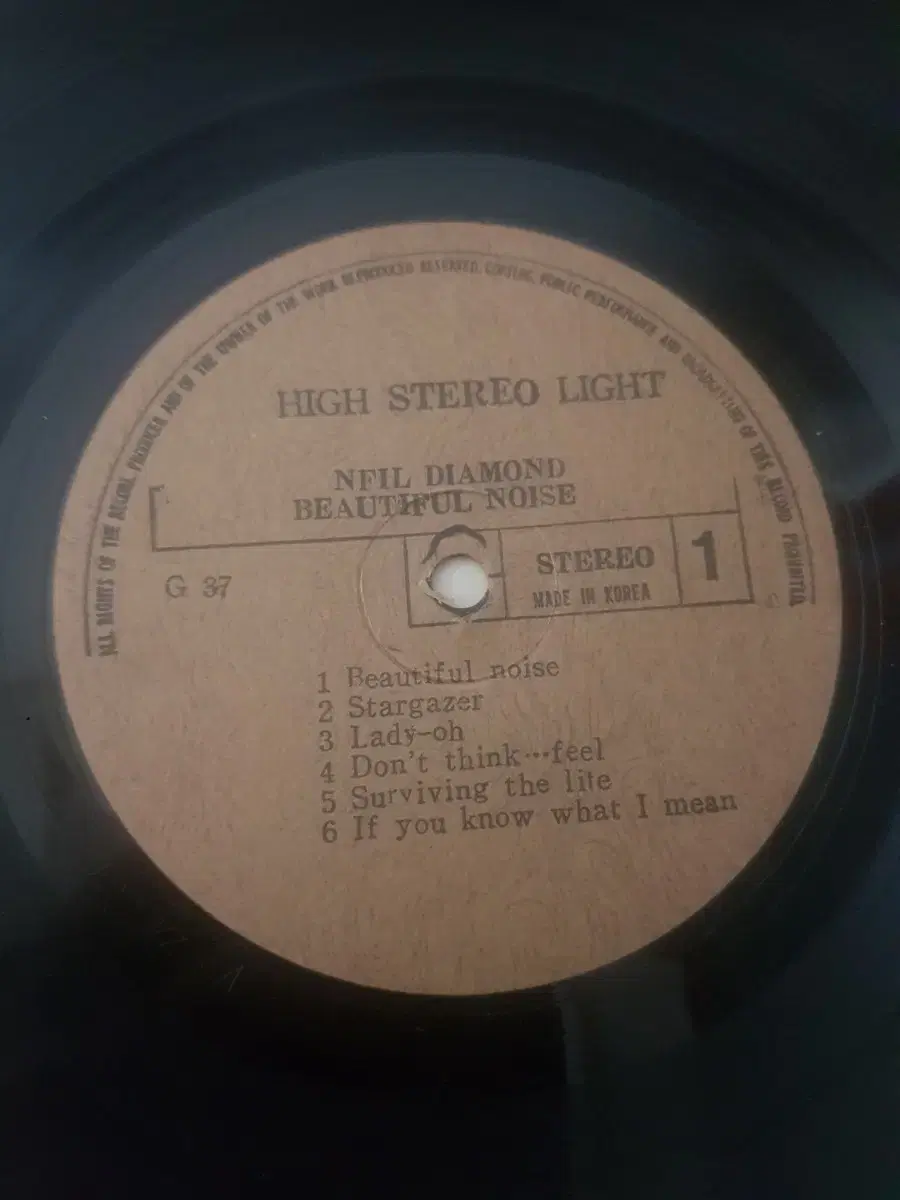 ALL RIGHTS OF THE RECORD PRODUCER AND OF THE OWNER OF THE WORK REPRODUCED RESERVED. COPYING, PUBLIC PERFORMANCE AND BROADCASTING OF THIS RECORD PROHIBITED
HIGH STEREO LIGHT
NFIL DIAMOND
BEAUTIFUL NOISE
G 37
STEREO
MADE IN KOREA
1
1 Beautiful noise
2 Stargazer
3 Lady-oh
4 Don't think…feel
5 Surviving the lite
6 If you know what I mean